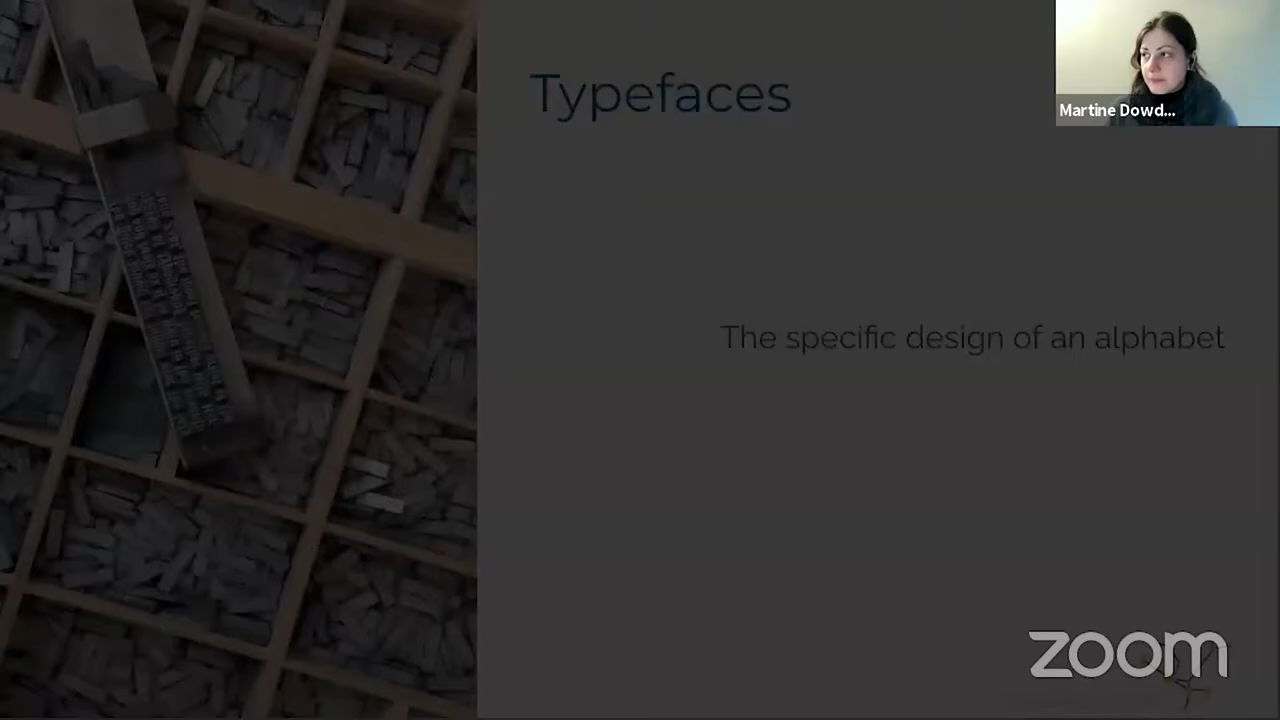 Typefaces
Martine Dowd...
The specific design of an alphabet
zoom